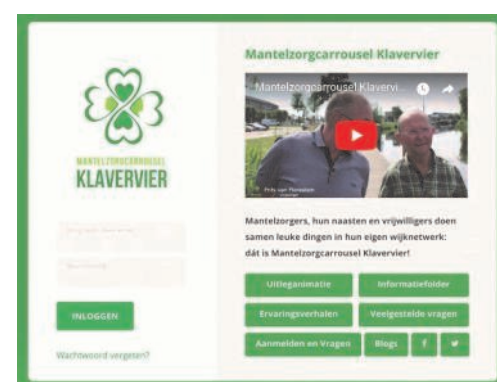 MANTELZORGCARROUSEL
KLAVERVIER
INLOGGEN
Wachtwoord vergeten?
Mantelzorgcarrousel Klavervier
Mantelzorgcarrousel Klavervi...
Mantelzorgers, hun naasten en vrijwilligers doen
samen leuke dingen in hun eigen wijknetwerk:
dát is Mantelzorgcarrousel Klavervier!
Uitleganimatie
Informatiefolder
Ervaringsverhalen
Veelgestelde vragen
Aanmelden en Vragen
Blogs
f